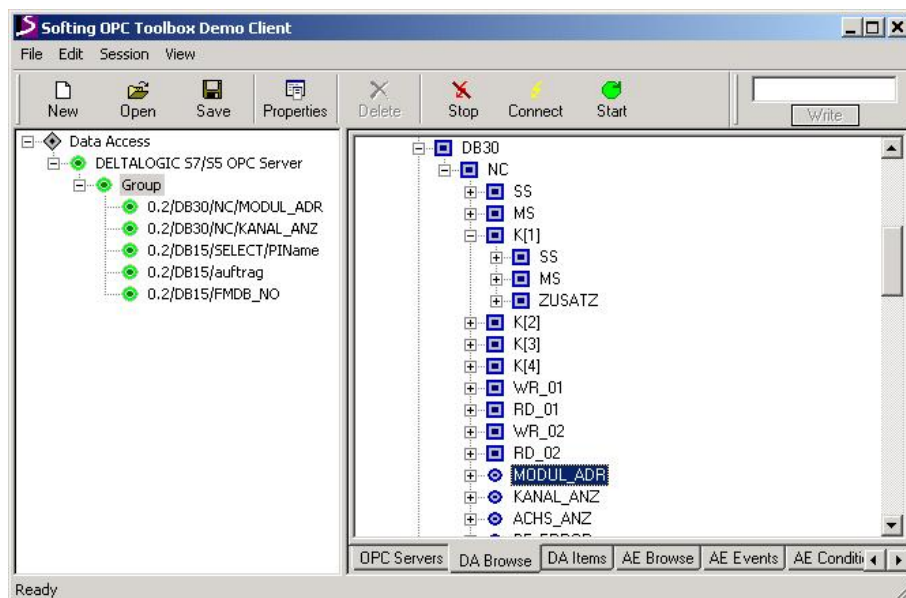 Softing OPC Toolbox Demo Client
File Edit Session View
New Open Save Properties Delete Stop Connect Start Write
Data Access
DELTALOGIC S7/S5 OPC Server
Group
0.2/DB30/NC/MODUL_ADR
0.2/DB30/NC/KANAL_ANZ
0.2/DB15/SELECT/PIName
0.2/DB15/auftrag
0.2/DB15/FMDB_NO
DB30
NC
SS
MS
K[1]
SS
MS
ZUSATZ
K[2]
K[3]
K[4]
WR_01
RD_01
WR_02
RD_02
MODUL_ADR
KANAL_ANZ
ACHS_ANZ
OPC Servers DA Browse DA Items AE Browse AE Events AE Conditi
Ready